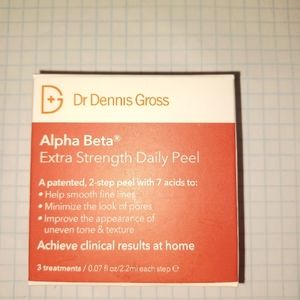 Dr Dennis Gross
Alpha Beta®
Extra Strength Daily Peel
A patented, 2-step peel with 7 acids to:
• Help smooth fine lines
• Minimize the look of pores
• Improve the appearance of
uneven tone & texture
Achieve clinical results at home
3 treatments / 0.07 fl oz/2.2ml each step ℮